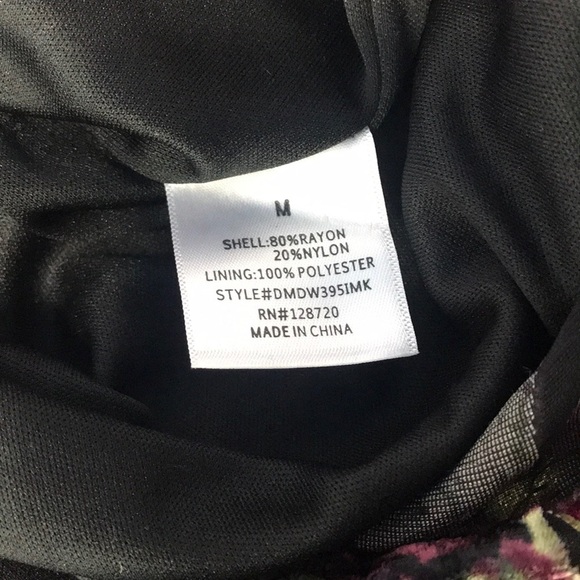 M
SHELL:80%RAYON
20%NYLON
LINING:100% POLYESTER
STYLE#DMDW395IMK
RN#128720
MADE IN CHINA